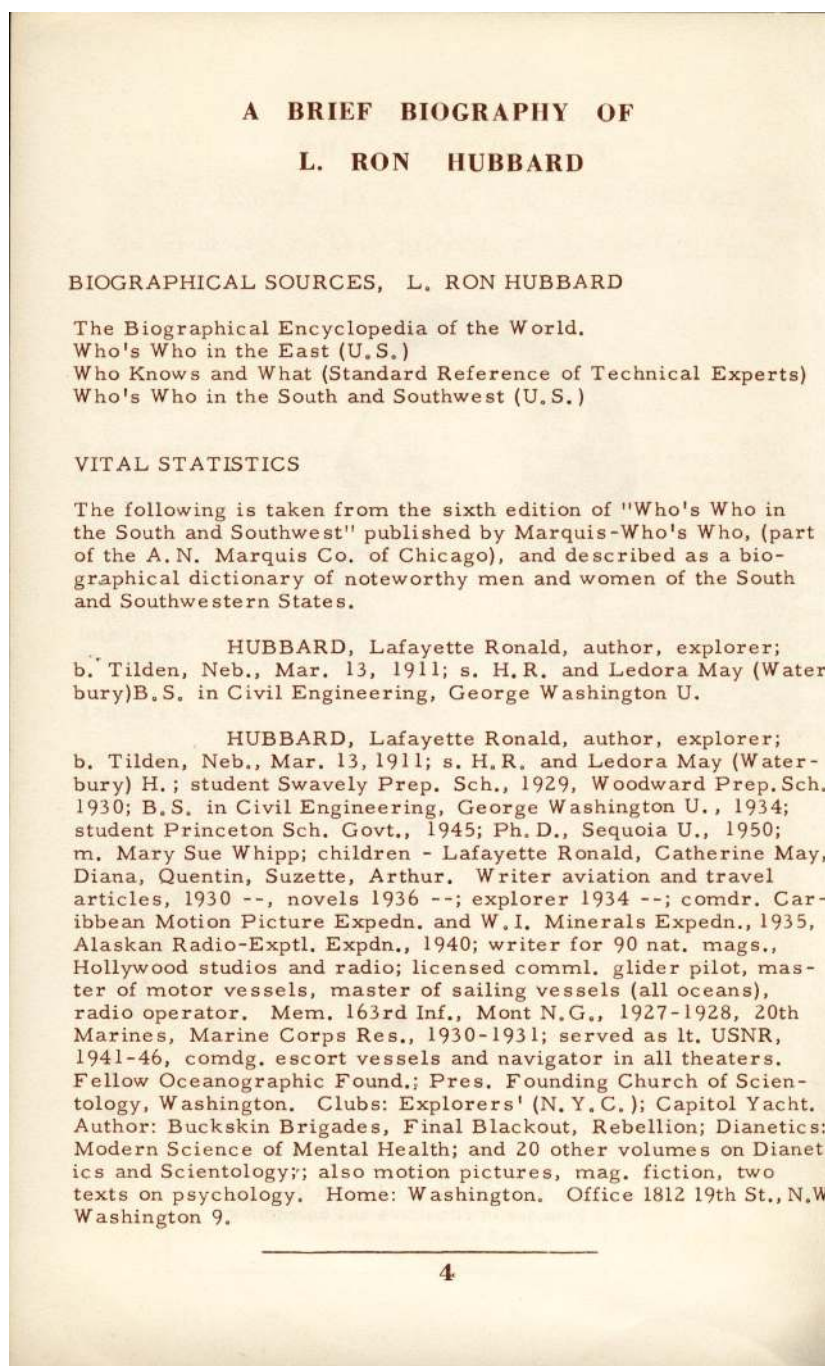 A BRIEF BIOGRAPHY OF
L. RON HUBBARD
BIOGRAPHICAL SOURCES, L. RON HUBBARD
The Biographical Encyclopedia of the World.
Who's Who in the East (U.S.)
Who Knows and What (Standard Reference of Technical Experts)
Who's Who in the South and Southwest (U.S.)
VITAL STATISTICS
The following is taken from the sixth edition of "Who's Who in
the South and Southwest" published by Marquis-Who's Who, (part
of the A.N. Marquis Co. of Chicago), and described as a bio-
graphical dictionary of noteworthy men and women of the South
and Southwestern States.
HUBBARD, Lafayette Ronald, author, explorer;
b. Tilden, Neb., Mar. 13, 1911; s. H.R. and Ledora May (Water
bury)B.S. in Civil Engineering, George Washington U.
HUBBARD, Lafayette Ronald, author, explorer;
b. Tilden, Neb., Mar. 13, 1911; s. H.R. and Ledora May (Water-
bury) H.; student Swavely Prep. Sch., 1929, Woodward Prep. Sch.
1930; B.S. in Civil Engineering, George Washington U., 1934;
student Princeton Sch. Govt., 1945; Ph.D., Sequoia U., 1950;
m. Mary Sue Whipp; children - Lafayette Ronald, Catherine May,
Diana, Quentin, Suzette, Arthur. Writer aviation and travel
articles, 1930 --, novels 1936 --; explorer 1934 --; comdr. Car-
ibbean Motion Picture Expedn. and W.I. Minerals Expedn., 1935,
Alaskan Radio-Exptl. Expdn., 1940; writer for 90 nat. mags.,
Hollywood studios and radio; licensed comml. glider pilot, mas-
ter of motor vessels, master of sailing vessels (all oceans),
radio operator. Mem. 163rd Inf., Mont N.G., 1927-1928, 20th
Marines, Marine Corps Res., 1930-1931; served as lt. USNR,
1941-46, comdg. escort vessels and navigator in all theaters.
Fellow Oceanographic Found.; Pres. Founding Church of Scien-
tology, Washington. Clubs: Explorers' (N.Y.C.); Capitol Yacht.
Author: Buckskin Brigades, Final Blackout, Rebellion; Dianetics:
Modern Science of Mental Health; and 20 other volumes on Dianet
ics and Scientology;; also motion pictures, mag. fiction, two
texts on psychology. Home: Washington. Office 1812 19th St., N.W
Washington 9.
4